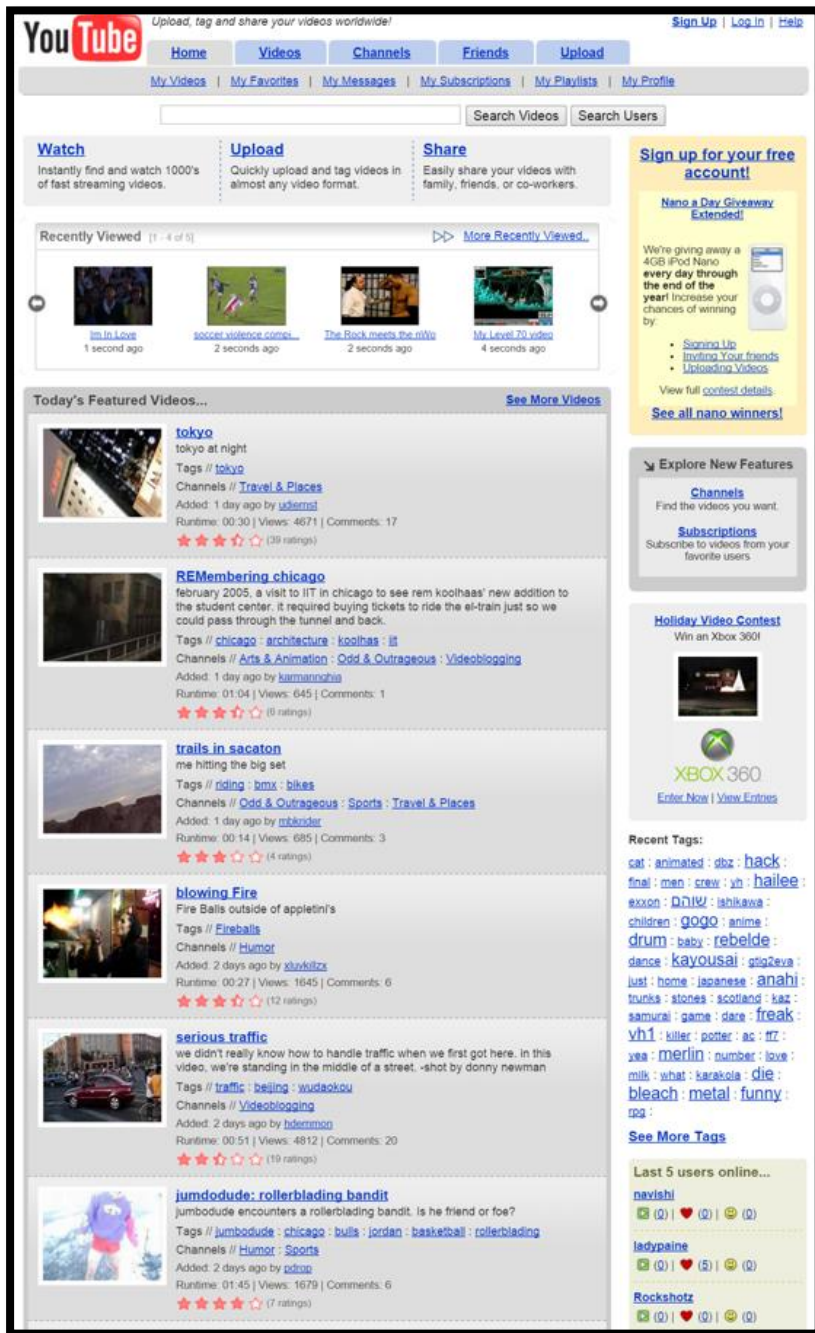 YouTube
Upload, tag and share your videos worldwide!
Sign Up | Log In | Help
Home Videos Channels Friends Upload
My Videos | My Favorites | My Messages | My Subscriptions | My Playlists | My Profile
Search Videos Search Users
Watch
Instantly find and watch 1000's
of fast streaming videos.
Upload
Quickly upload and tag videos in
almost any video format.
Share
Easily share your videos with
family, friends, or co-workers.
Recently Viewed [1 - 4 of 5]
More Recently Viewed..
Im In Love
1 second ago
soccer violence compi...
2 seconds ago
The Rock meets the nWo
2 seconds ago
My Level 70 video
4 seconds ago
Today's Featured Videos...
See More Videos
tokyo
tokyo at night
Tags // tokyo
Channels // Travel & Places
Added: 1 day ago by udiernst
Runtime: 00:30 | Views: 4671 | Comments: 17
(39 ratings)
REMembering chicago
february 2005, a visit to IIT in chicago to see rem koolhaas' new addition to
the student center. it required buying tickets to ride the el-train just so we
could pass through the tunnel and back.
Tags // chicago : architecture : koolhas : iit
Channels // Arts & Animation : Odd & Outrageous : Videoblogging
Added: 1 day ago by karmannghia
Runtime: 01:04 | Views: 645 | Comments: 1
(6 ratings)
trails in sacaton
me hitting the big set
Tags // riding : bmx : bikes
Channels // Odd & Outrageous : Sports : Travel & Places
Added: 1 day ago by mbkrider
Runtime: 00:14 | Views: 685 | Comments: 3
(4 ratings)
blowing Fire
Fire Balls outside of appletini's
Tags // Fireballs
Channels // Humor
Added: 2 days ago by xluvkillzx
Runtime: 00:27 | Views: 1645 | Comments: 6
(12 ratings)
serious traffic
we didn't really know how to handle traffic when we first got here. in this
video, we're standing in the middle of a street. -shot by donny newman
Tags // traffic : beijing : wudaokou
Channels // Videoblogging
Added: 2 days ago by hdemmon
Runtime: 00:51 | Views: 4812 | Comments: 20
(19 ratings)
jumdodude: rollerblading bandit
jumbodude encounters a rollerblading bandit. Is he friend or foe?
Tags // jumbodude : chicago : bulls : jordan : basketball : rollerblading
Channels // Humor : Sports
Added: 2 days ago by pdrop
Runtime: 01:45 | Views: 1679 | Comments: 6
(7 ratings)
Sign up for your free
account!
Nano a Day Giveaway
Extended!
We're giving away a
4GB iPod Nano
every day through
the end of the
year! Increase your
chances of winning
by:
Signing Up
Inviting Your friends
Uploading Videos
View full contest details.
See all nano winners!
Explore New Features
Channels
Find the videos you want.
Subscriptions
Subscribe to videos from your
favorite users
Holiday Video Contest
Win an Xbox 360!
XBOX 360
Enter Now | View Entries
Recent Tags:
cat : animated : dbz : hack :
final : men : crew : yh : hailee :
exxon : שוהם : ishikawa :
children : gogo : anime :
drum : baby : rebelde :
dance : kayousai : gtlg2eva :
just : home : japanese : anahi :
trunks : stones : scotland : kaz :
samurai : game : dare : freak :
vh1 : killer : potter : ac : ff7 :
yea : merlin : number : love :
milk : what : karakola : die :
bleach : metal : funny :
rpg :
See More Tags
Last 5 users online...
navishi
(0) | (0) | (0)
ladypaine
(0) | (5) | (0)
Rockshotz
(0) | (0) | (0)